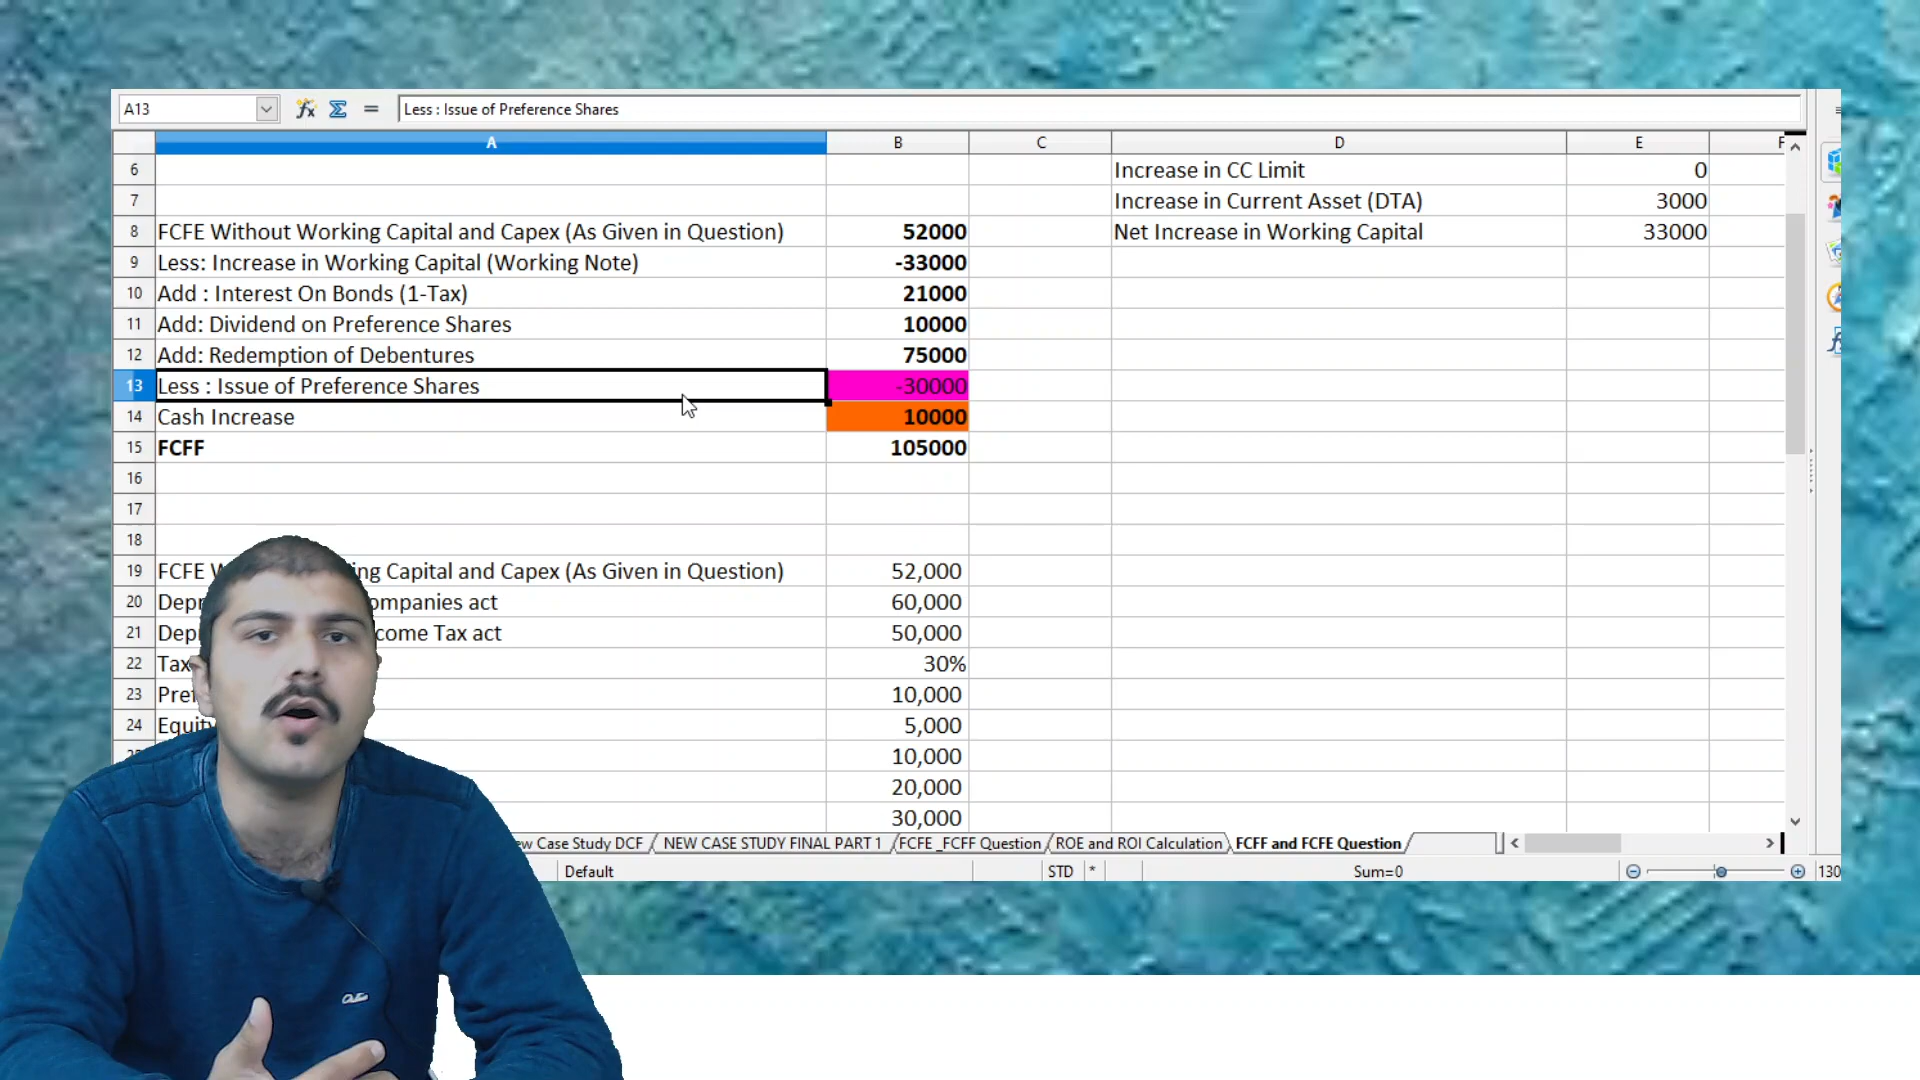 A13 Less : Issue of Preference Shares
A B C D E F
6 Increase in CC Limit 0
7 Increase in Current Asset (DTA) 3000
8 FCFE Without Working Capital and Capex (As Given in Question) 52000 Net Increase in Working Capital 33000
9 Less: Increase in Working Capital (Working Note) -33000
10 Add : Interest On Bonds (1-Tax) 21000
11 Add: Dividend on Preference Shares 10000
12 Add: Redemption of Debentures 75000
13 Less : Issue of Preference Shares -30000
14 Cash Increase 10000
15 FCFF 105000
16
17
18
19 FCFE ing Capital and Capex (As Given in Question) 52,000
20 Depr ompanies act 60,000
21 Dep come Tax act 50,000
22 Tax 30%
23 Pref 10,000
24 Equity 5,000
10,000
20,000
30,000
w Case Study DCF NEW CASE STUDY FINAL PART 1 FCFE _FCFF Question ROE and ROI Calculation FCFF and FCFE Question
Default STD * Sum=0 130